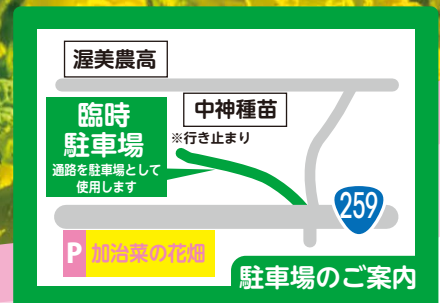 渥美農高
臨時
駐車場
通路を駐車場として
使用します
中神種苗
※行き止まり
259
P 加治菜の花畑
駐車場のご案内